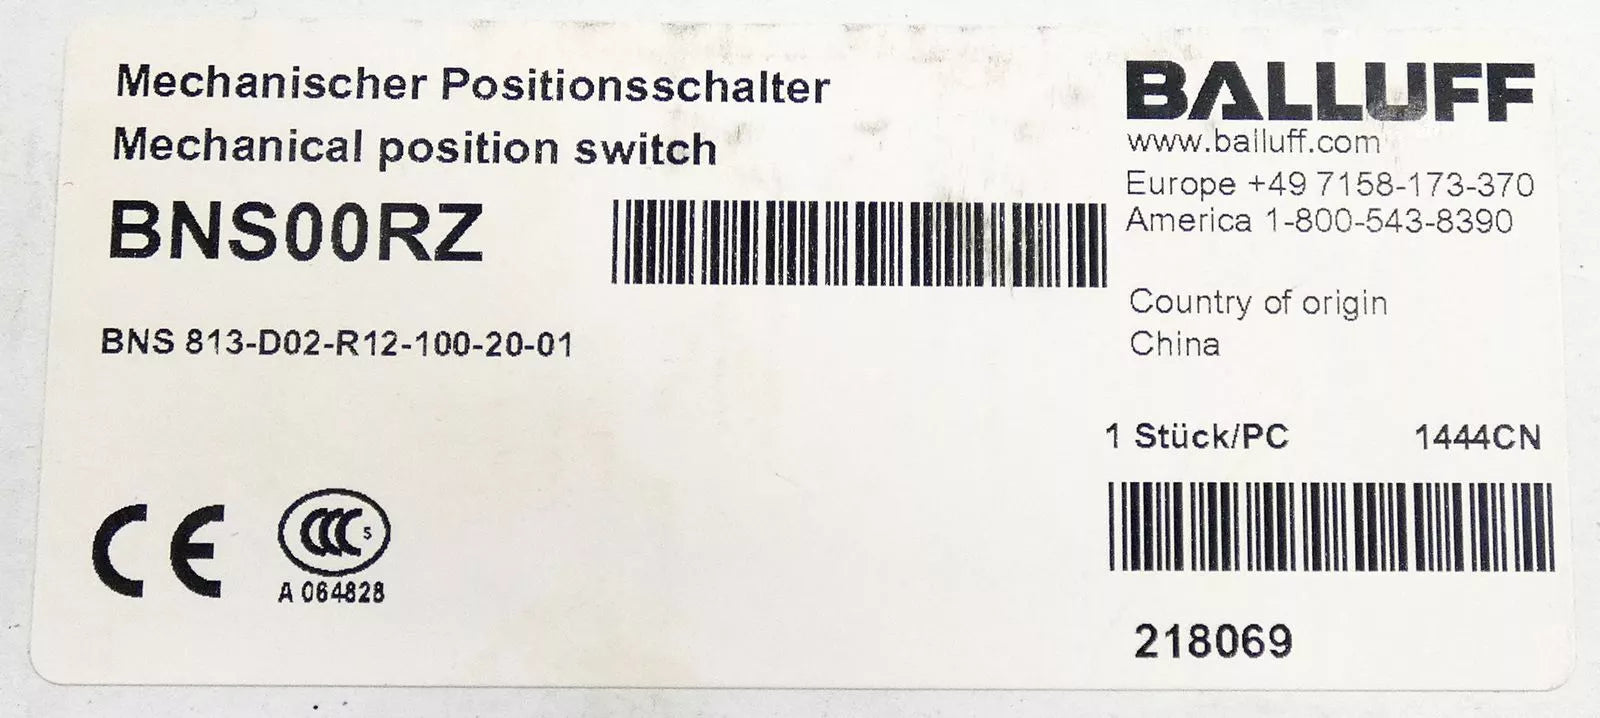 Mechanischer Positionsschalter
Mechanical position switch
BNS00RZ
BNS 813-D02-R12-100-20-01
BALLUFF
www.balluff.com
Europe +49 7158-173-370
America 1-800-543-8390
Country of origin
China
1 Stück/PC 1444CN
218069
CE
CCC S
A 064828